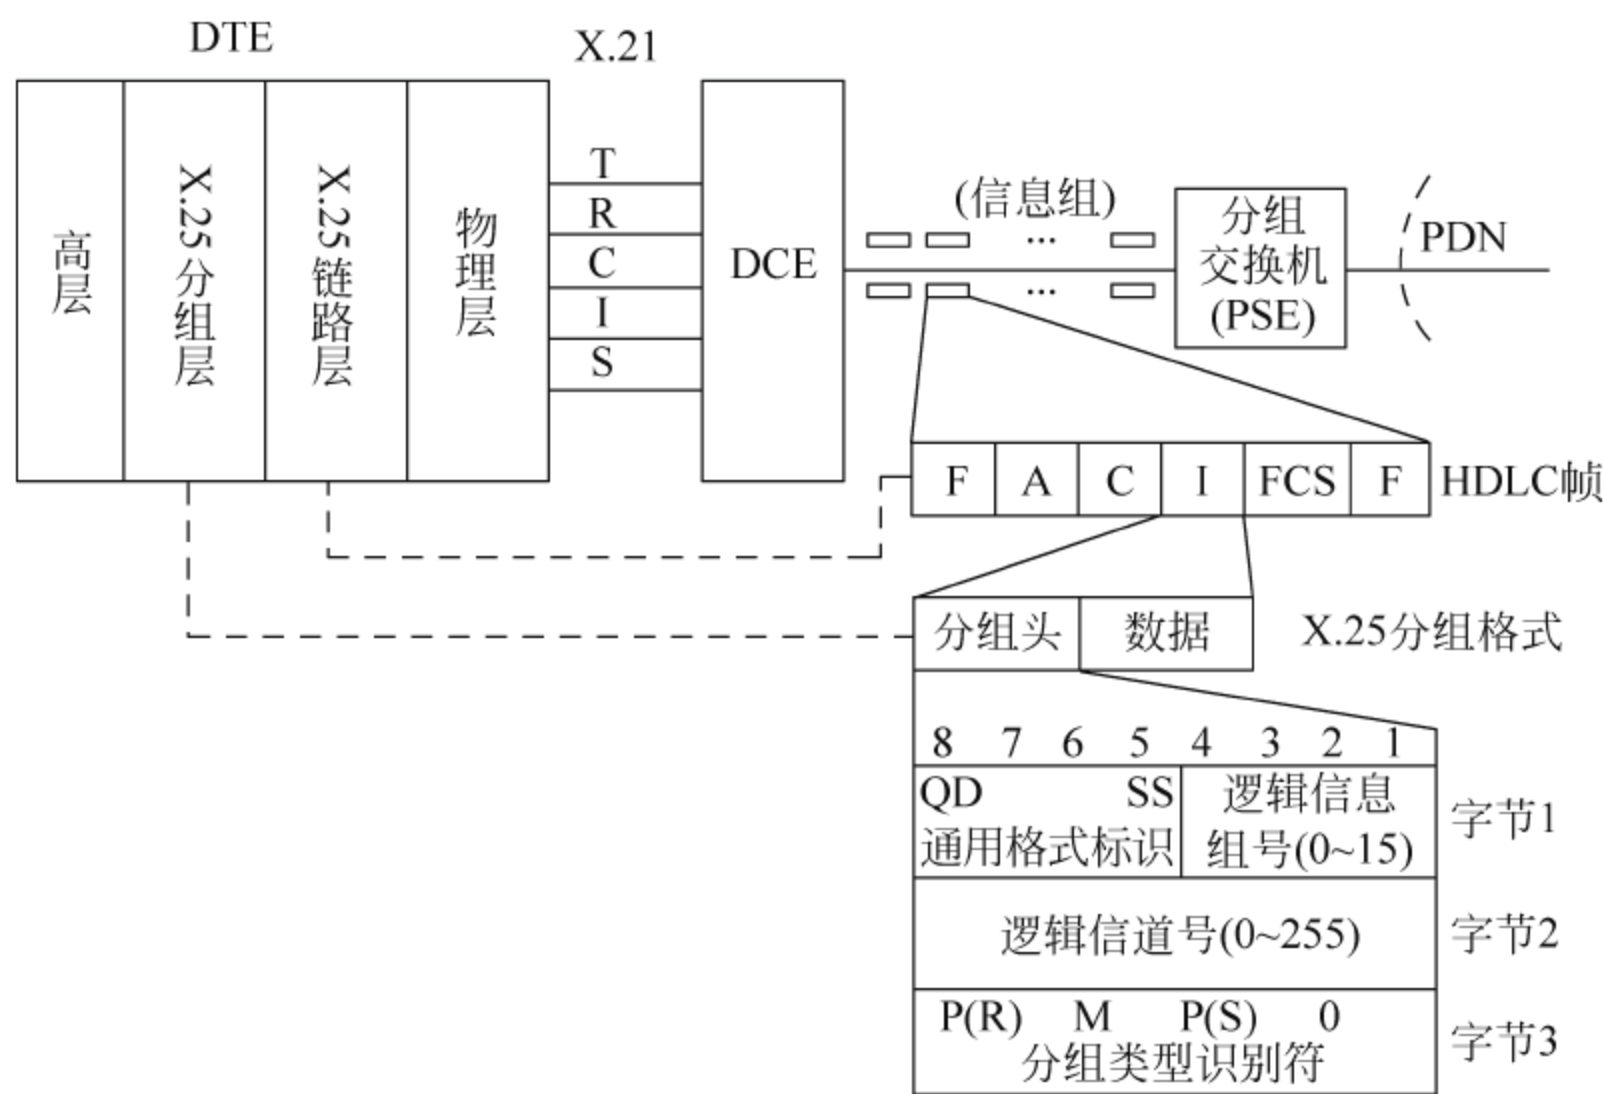 DTE
X.21
高层
X.25分组层
X.25链路层
物理层
T
R
C
I
S
DCE
(信息组)
...
...
分组
交换机
(PSE)
PDN
F A C I FCS F
HDLC帧
分组头 数据
X.25分组格式
8 7 6 5 4 3 2 1
QD SS
通用格式标识
逻辑信息
组号(0~15)
字节1
逻辑信道号(0~255)
字节2
P(R) M P(S) 0
分组类型识别符
字节3